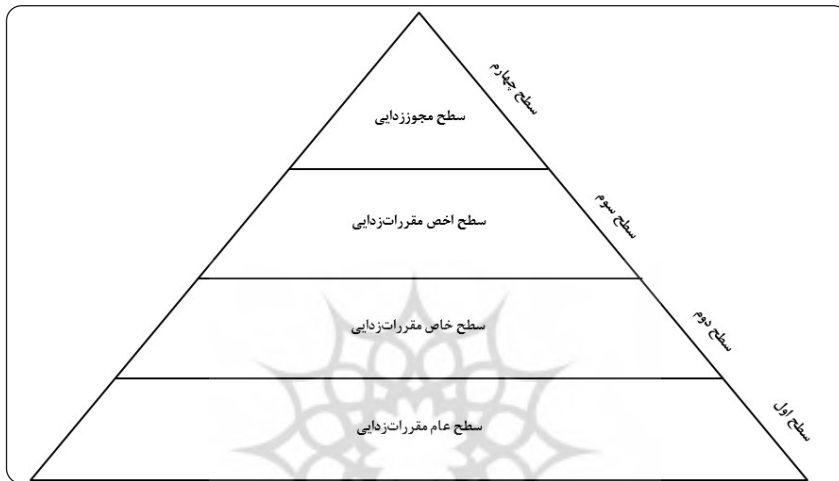 سطح چهارم
سطح مجوززدایی
سطح سوم
سطح اخص مقررات‌زدایی
سطح دوم
سطح خاص مقررات‌زدایی
سطح اول
سطح عام مقررات‌زدایی